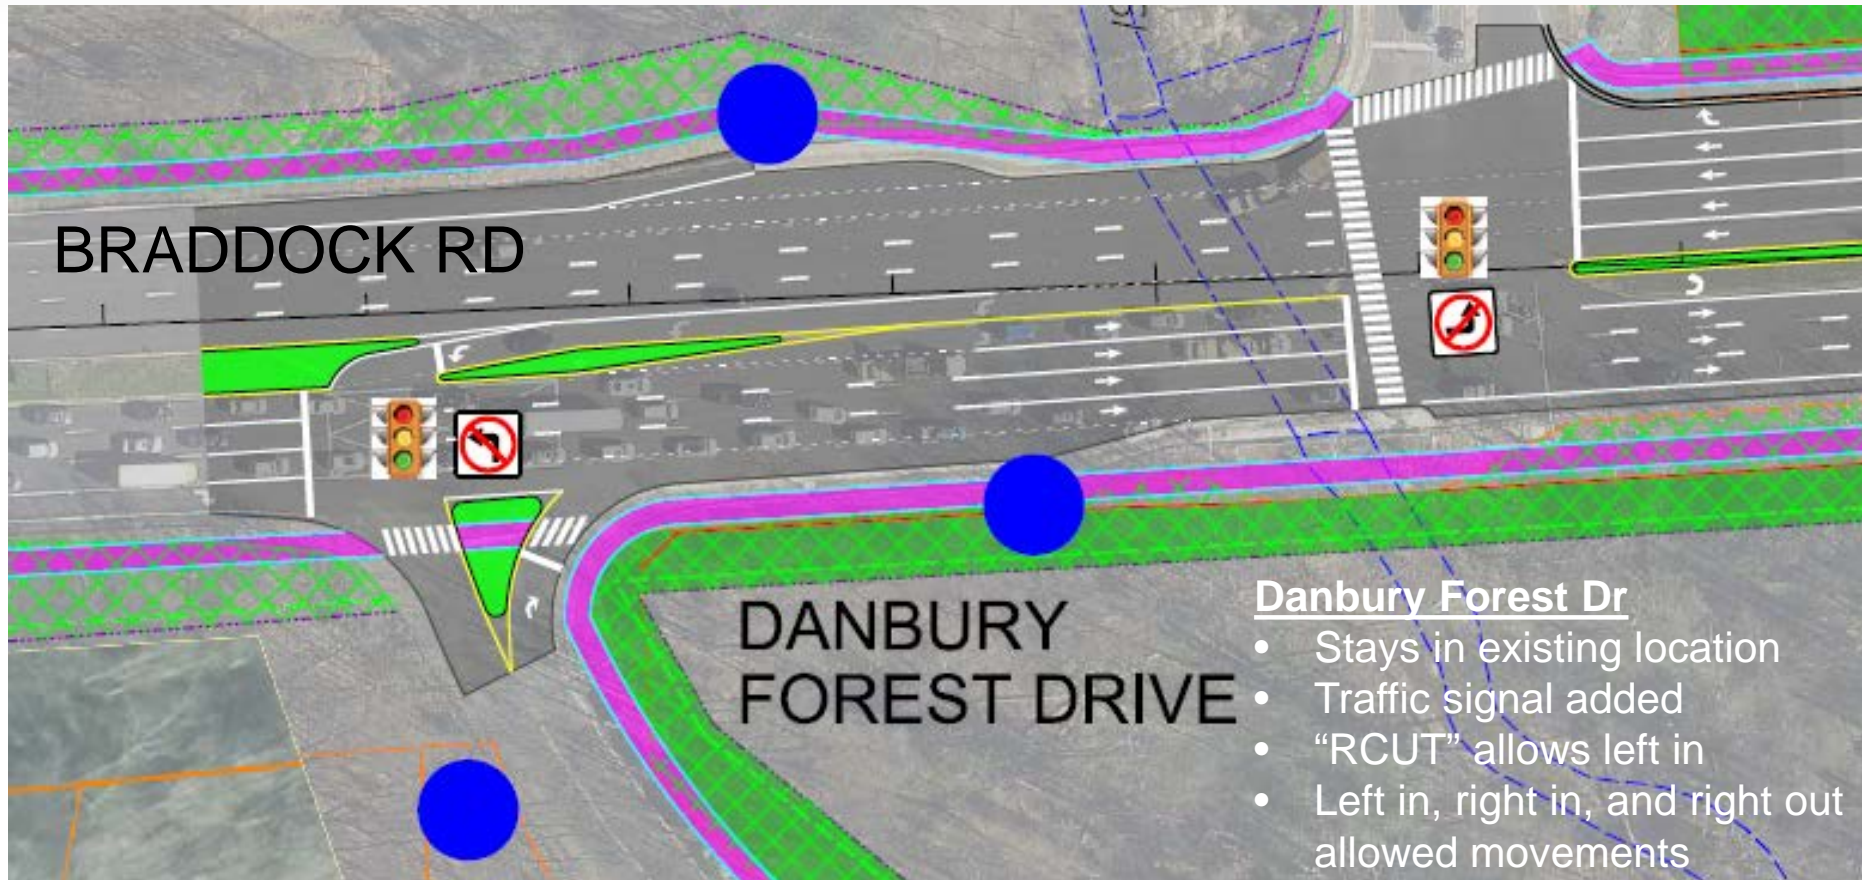 BRADDOCK RD
DANBURY
FOREST DRIVE
Danbury Forest Dr
• Stays in existing location
• Traffic signal added
• “RCUT” allows left in
• Left in, right in, and right out
allowed movements